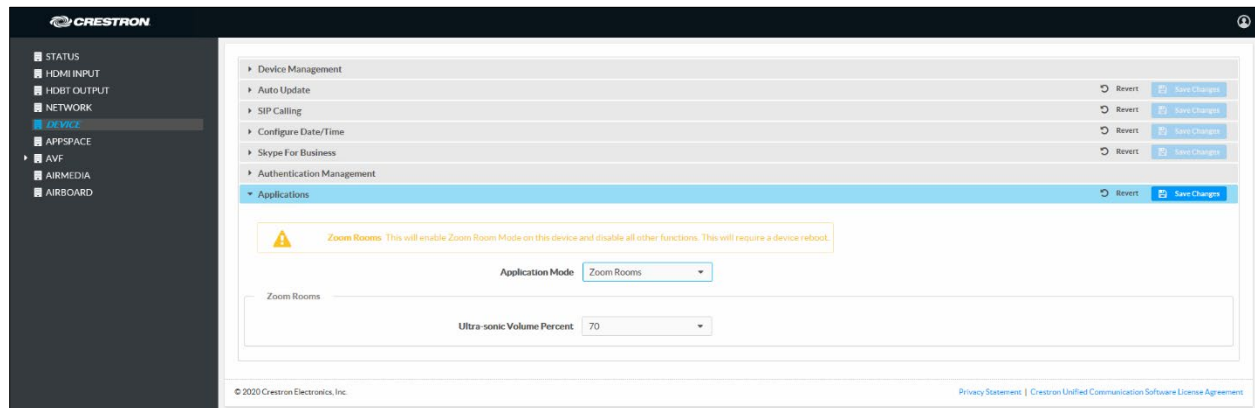 CRESTRON
STATUS
HDMI INPUT
HDBT OUTPUT
NETWORK
DEVICE
APPSPACE
AVF
AIRMEDIA
AIRBOARD
Device Management
Auto Update Revert Save Changes
SIP Calling Revert Save Changes
Configure Date/Time Revert Save Changes
Skype For Business Revert Save Changes
Authentication Management
Applications Revert Save Changes
Zoom Rooms This will enable Zoom Room Mode on this device and disable all other functions. This will require a device reboot.
Application Mode Zoom Rooms
Zoom Rooms
Ultra-sonic Volume Percent 70
© 2020 Crestron Electronics, Inc. Privacy Statement | Crestron Unified Communication Software License Agreement